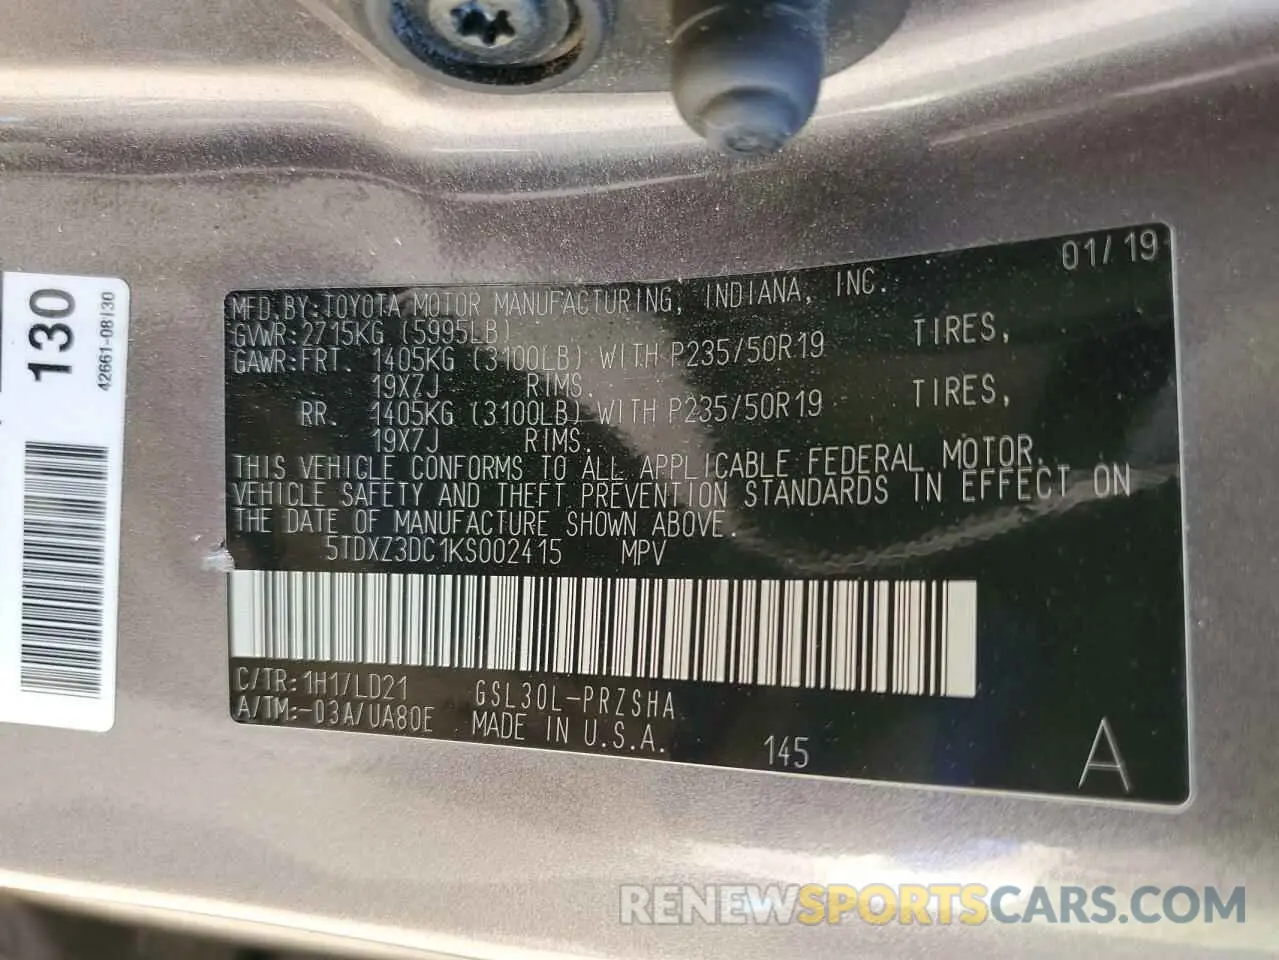 01/19
MFD.BY:TOYOTA MOTOR MANUFACTURING, INDIANA, INC.
GVWR:2715KG (5995LB)
GAWR:FRT. 1405KG (3100LB) WITH P235/50R19 TIRES,
19X7J RIMS.
RR. 1405KG (3100LB) WITH P235/50R19 TIRES,
19X7J RIMS.
THIS VEHICLE CONFORMS TO ALL APPLICABLE FEDERAL MOTOR
VEHICLE SAFETY AND THEFT PREVENTION STANDARDS IN EFFECT ON
THE DATE OF MANUFACTURE SHOWN ABOVE.
5TDXZ3DC1KS002415 MPV
C/TR:1H1/LD21 GSL30L-PRZSHA
A/TM:-03A/UA80E MADE IN U.S.A.
145
A
130
42661-08130
RENEWSPORTSCARS.COM